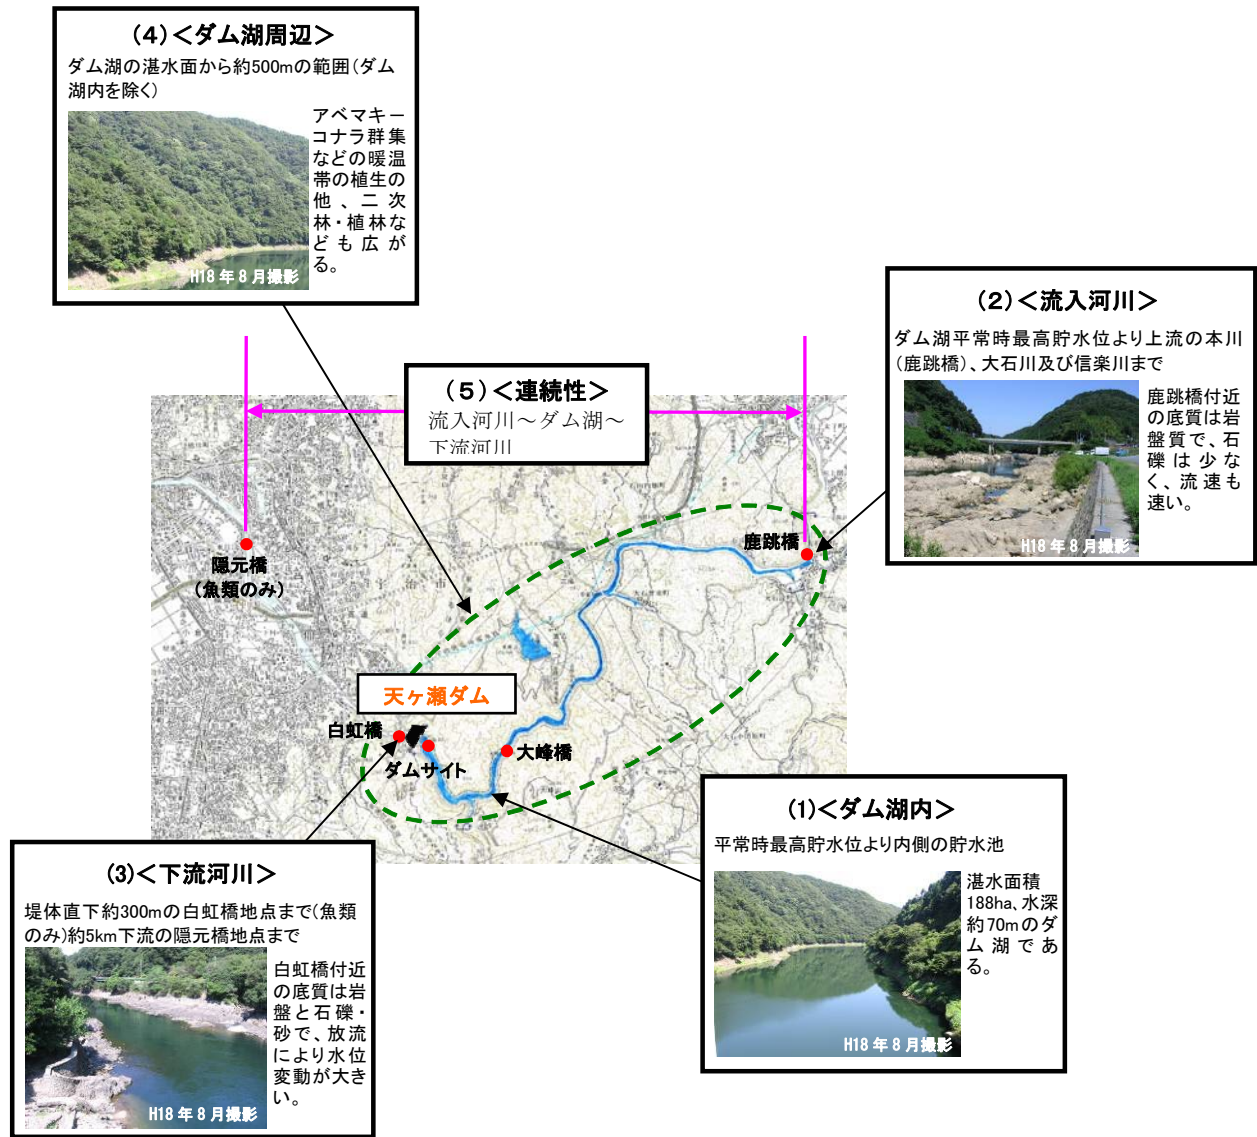 (4)<ダム湖周辺>
ダム湖の湛水面から約500mの範囲(ダム
湖内を除く)
アベマキー
コナラ群集
などの暖温
帯の植生の
他、二次
林・植林な
ども広が
る。
H18年8月撮影
(2)<流入河川>
ダム湖平常時最高貯水位より上流の本川
(鹿跳橋)、大石川及び信楽川まで
鹿跳橋付近
の底質は岩
盤質で、石
礫は少な
く、流速も
速い。
H18年8月撮影
(5)<連続性>
流入河川～ダム湖～
下流河川
隠元橋
(魚類のみ)
鹿跳橋
宇治市
天ヶ瀬ダム
白虹橋
ダムサイト
大峰橋
(1)<ダム湖内>
平常時最高貯水位より内側の貯水池
湛水面積
188ha、水深
約70mのダ
ム湖であ
る。
H18年8月撮影
(3)<下流河川>
堤体直下約300mの白虹橋地点まで(魚類
のみ)約5km下流の隠元橋地点まで
白虹橋付近
の底質は岩
盤と石礫・
砂で、放流
により水位
変動が大き
い。
H18年8月撮影